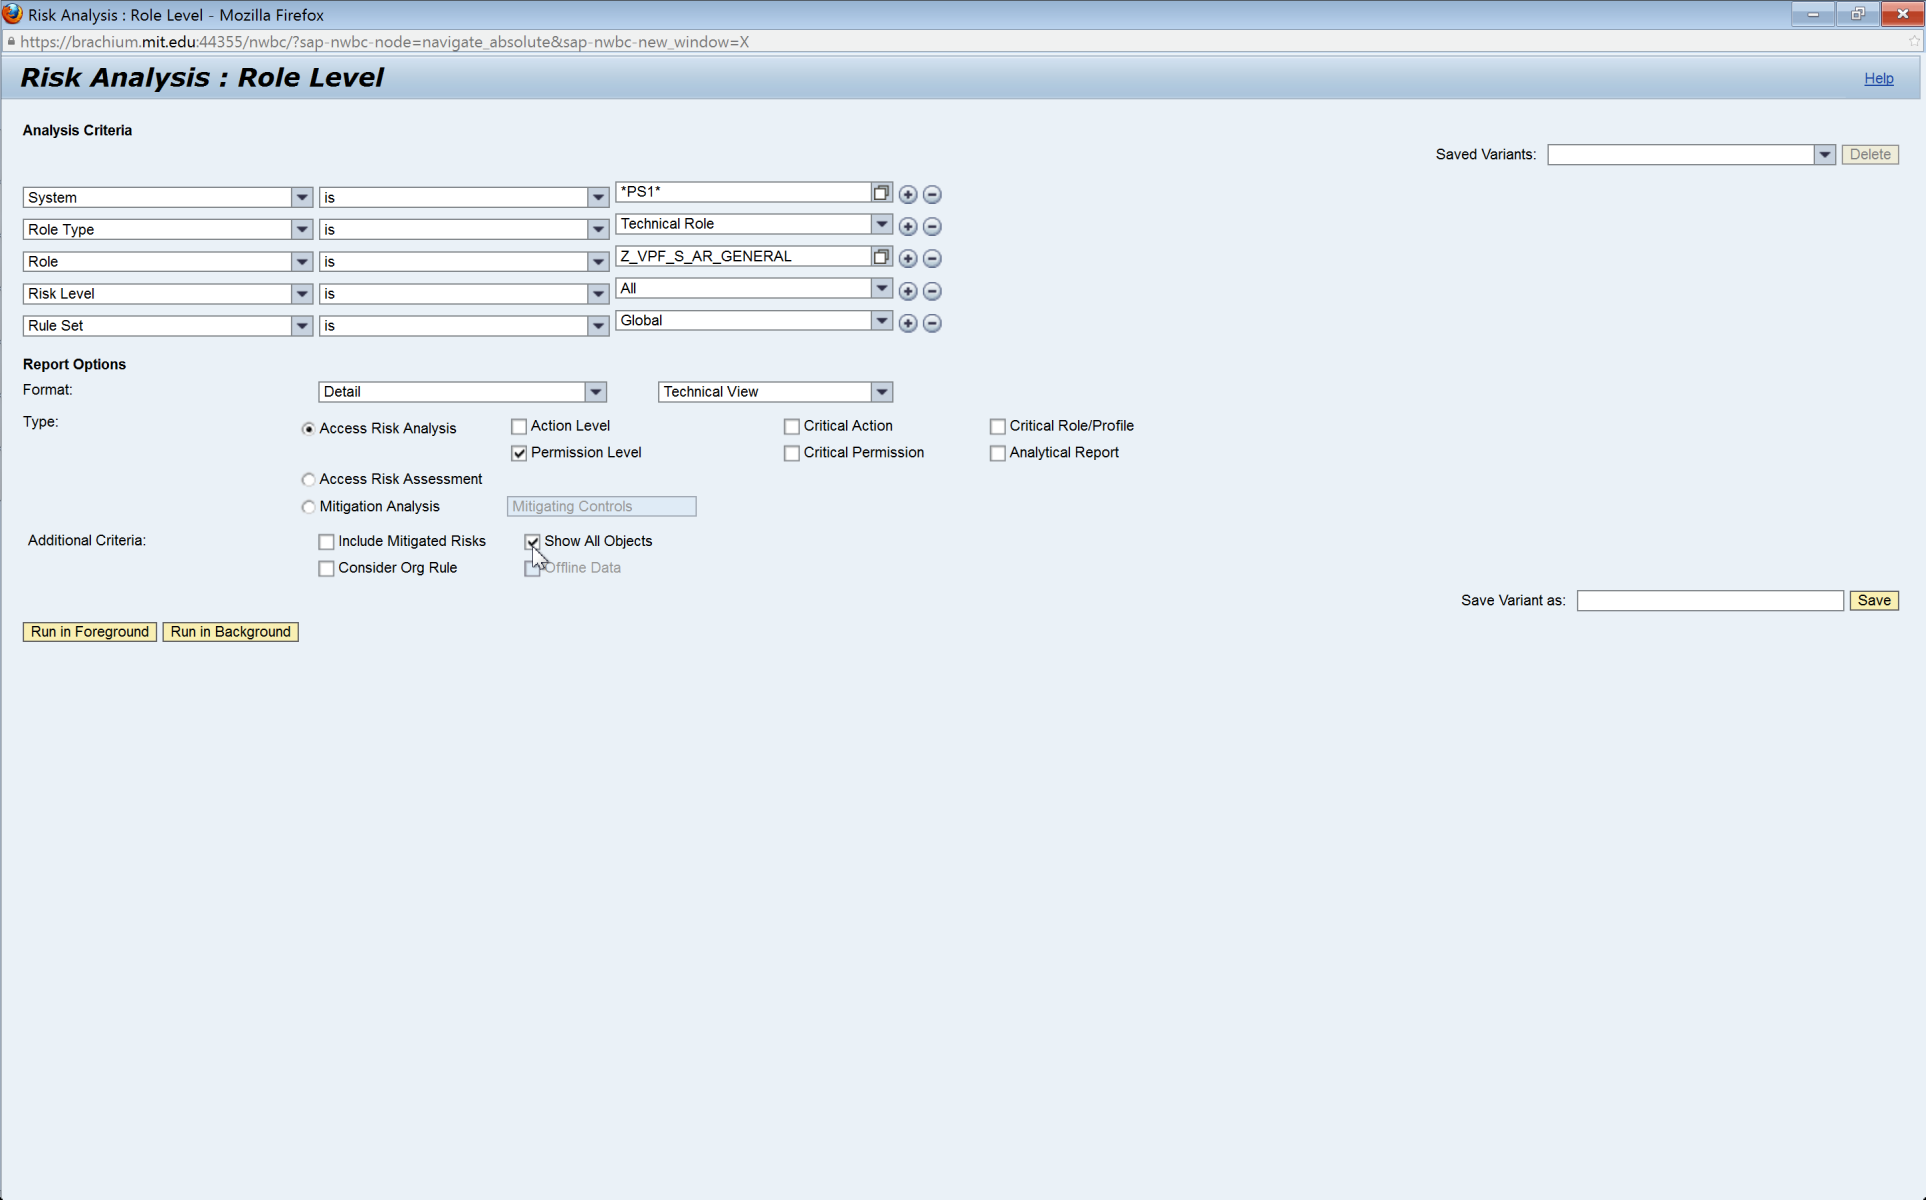 Risk Analysis : Role Level - Mozilla Firefox
https://brachium.mit.edu:44355/nwbc/?sap-nwbc-node=navigate_absolute&sap-nwbc-new_window=X
Risk Analysis : Role Level
Help
Analysis Criteria
Saved Variants:
Delete
System is *PS1*
Role Type is Technical Role
Role is Z_VPF_S_AR_GENERAL
Risk Level is All
Rule Set is Global
Report Options
Format: Detail Technical View
Type: Access Risk Analysis Action Level Critical Action Critical Role/Profile
Permission Level Critical Permission Analytical Report
Access Risk Assessment
Mitigation Analysis Mitigating Controls
Additional Criteria: Include Mitigated Risks Show All Objects
Consider Org Rule Offline Data
Save Variant as: Save
Run in Foreground Run in Background